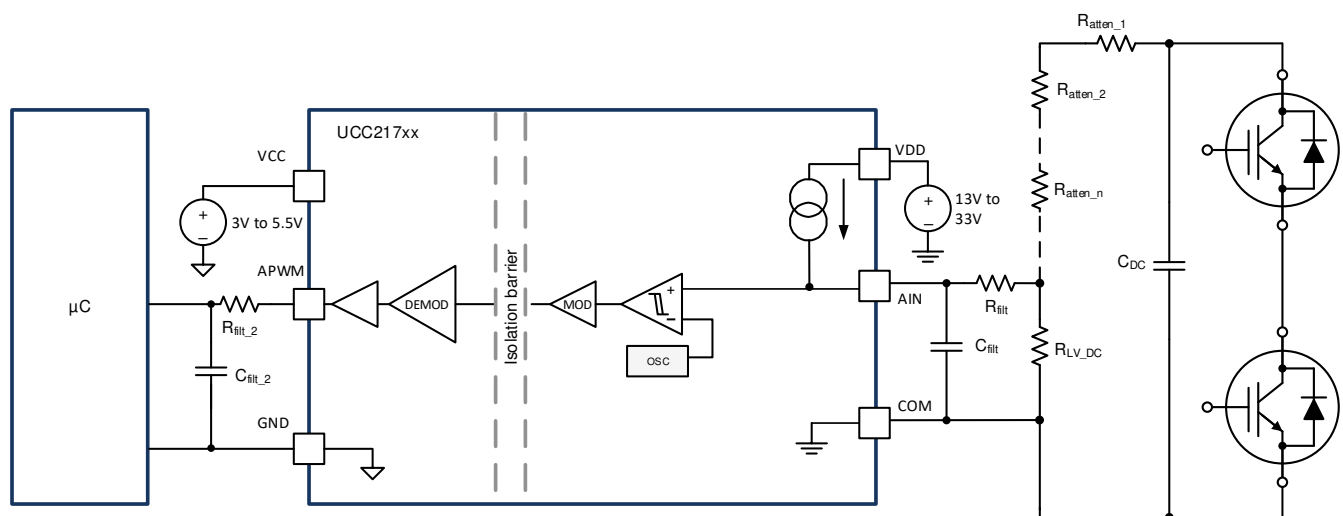 Ratten_1
Ratten_2
UCC217xx
VCC
VDD
+
–
3V to 5.5V
+
–
13V to
33V
Ratten_n
Isolation barrier
APWM
CDC
µC
DEMOD
MOD
+
–
AIN
Rfilt
Rfilt_2
OSC
Cfilt
RLV_DC
Cfilt_2
COM
GND